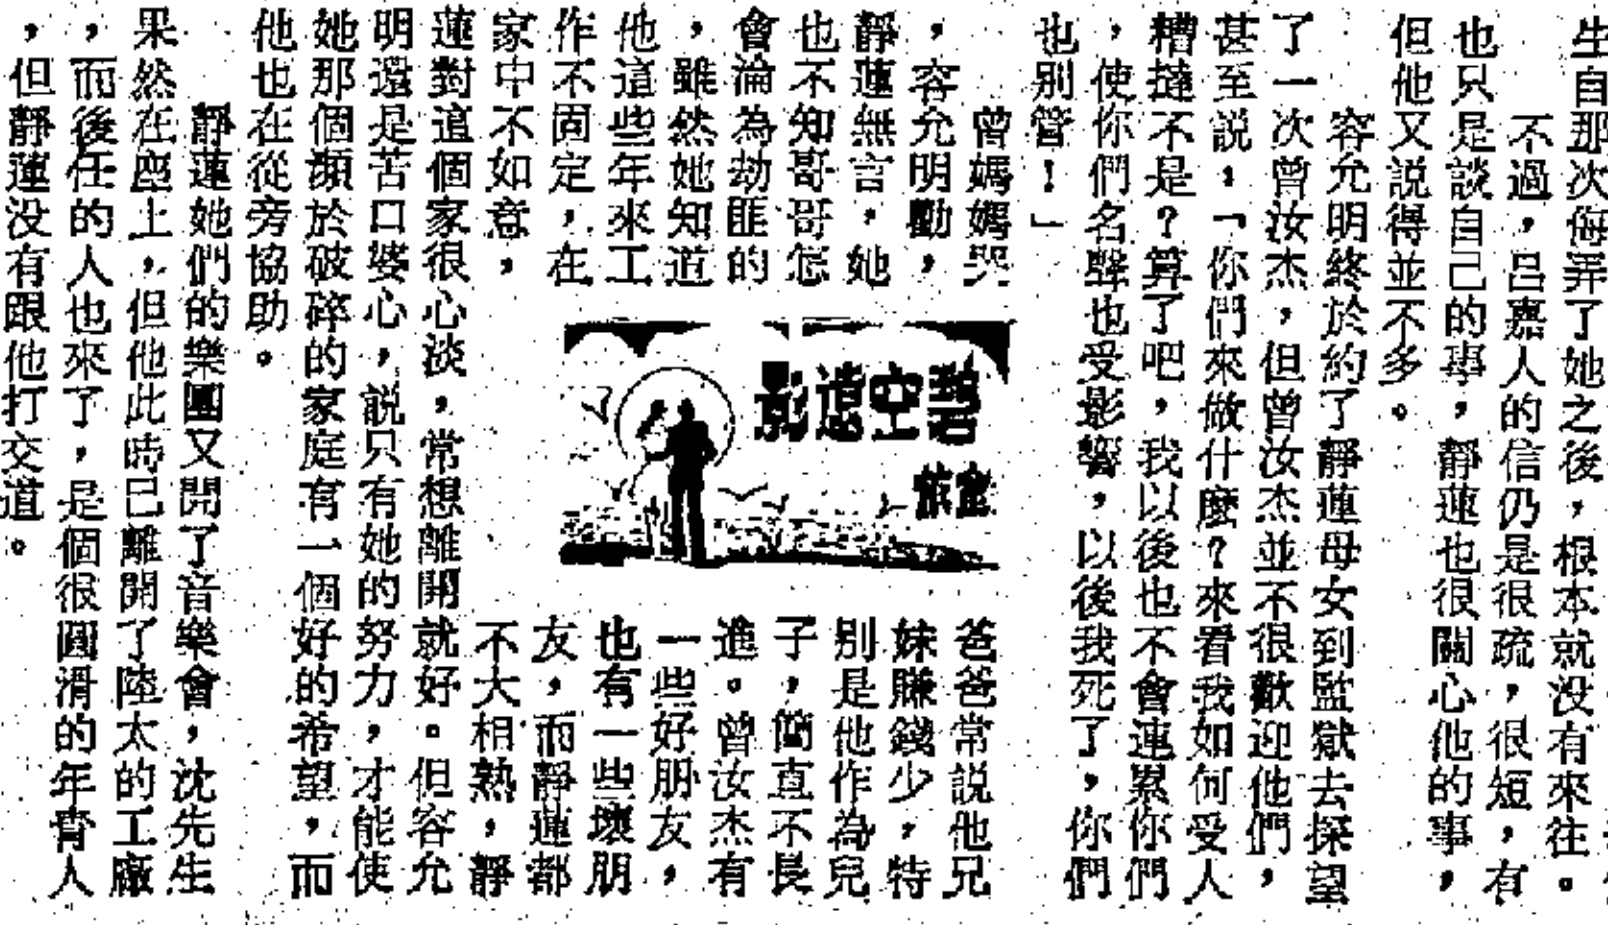 生自那次侮弄了她之後，根本就没有來往。
不過，呂嘉人的信仍是很疏，很短，有
也只是談自己的事，靜蓮也很關心他的事，
但他又説得並不多。
容允明終於約了靜蓮母女到監獄去探望
了一次曾汝杰，但曾汝杰並不很歡迎他們，
甚至説：「你們來做什麼？來看我如何受人
糟撻不是？算了吧，我以後也不會連累你們
，使你們名聲也受影響，以後我死了，你們
也别管！」
曾媽媽哭
，容允明勸，
靜蓮無言，她
也不知哥哥怎
會淪為劫匪的
，雖然她知道
他這些年來工
作不固定，在
家中不如意，
碧空遺影
爸爸常説他兄
妹賺錢少，特
别是他作為兒
子，簡直不長
進。曾汝杰有
一些好朋友，
也有一些壞朋
友，而靜蓮都
不大相熟，靜
蓮對這個家很心淡，常想離開就好。但容允
明還是苦口婆心，説只有她的努力，才能使
她那個瀕於破碎的家庭有一個好的希望，而
他也在從旁協助。
靜蓮她們的樂團又開了音樂會，沈先生
果然在座上，但他此時已離開了陸太的工廠
，而後任的人也來了，是個很圓滑的年青人
，但靜蓮没有跟他打交道。